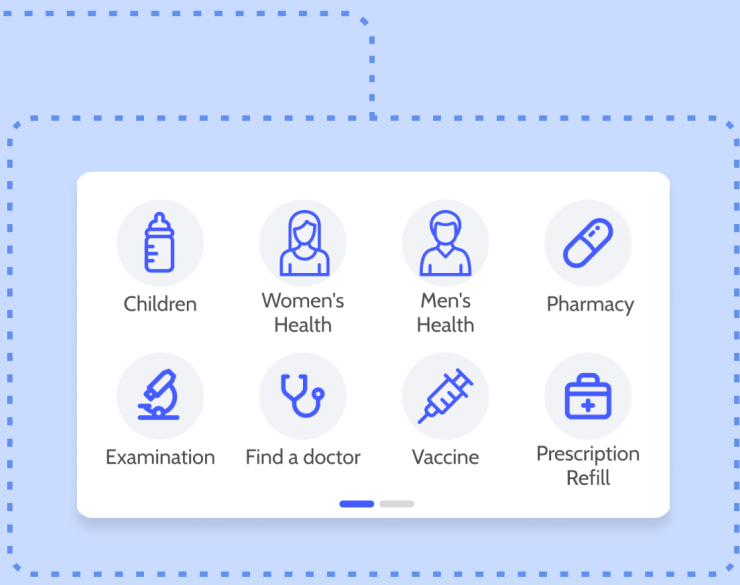 Children
Women's
Health
Men's
Health
Pharmacy
Examination
Find a doctor
Vaccine
Prescription
Refill